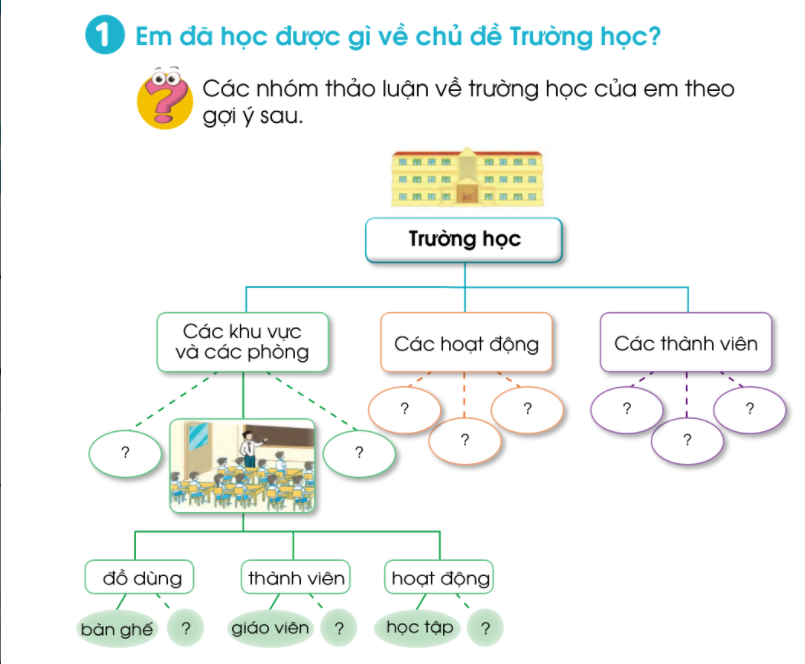 1 Em đã học được gì về chủ đề Trường học?
Các nhóm thảo luận về trường học của em theo
gợi ý sau.
Trường học
Các khu vực
và các phòng
Các hoạt động
Các thành viên
? ? ? ?
? ?
? ?
đồ dùng thành viên hoạt động
bàn ghế ? giáo viên ? học tập ?